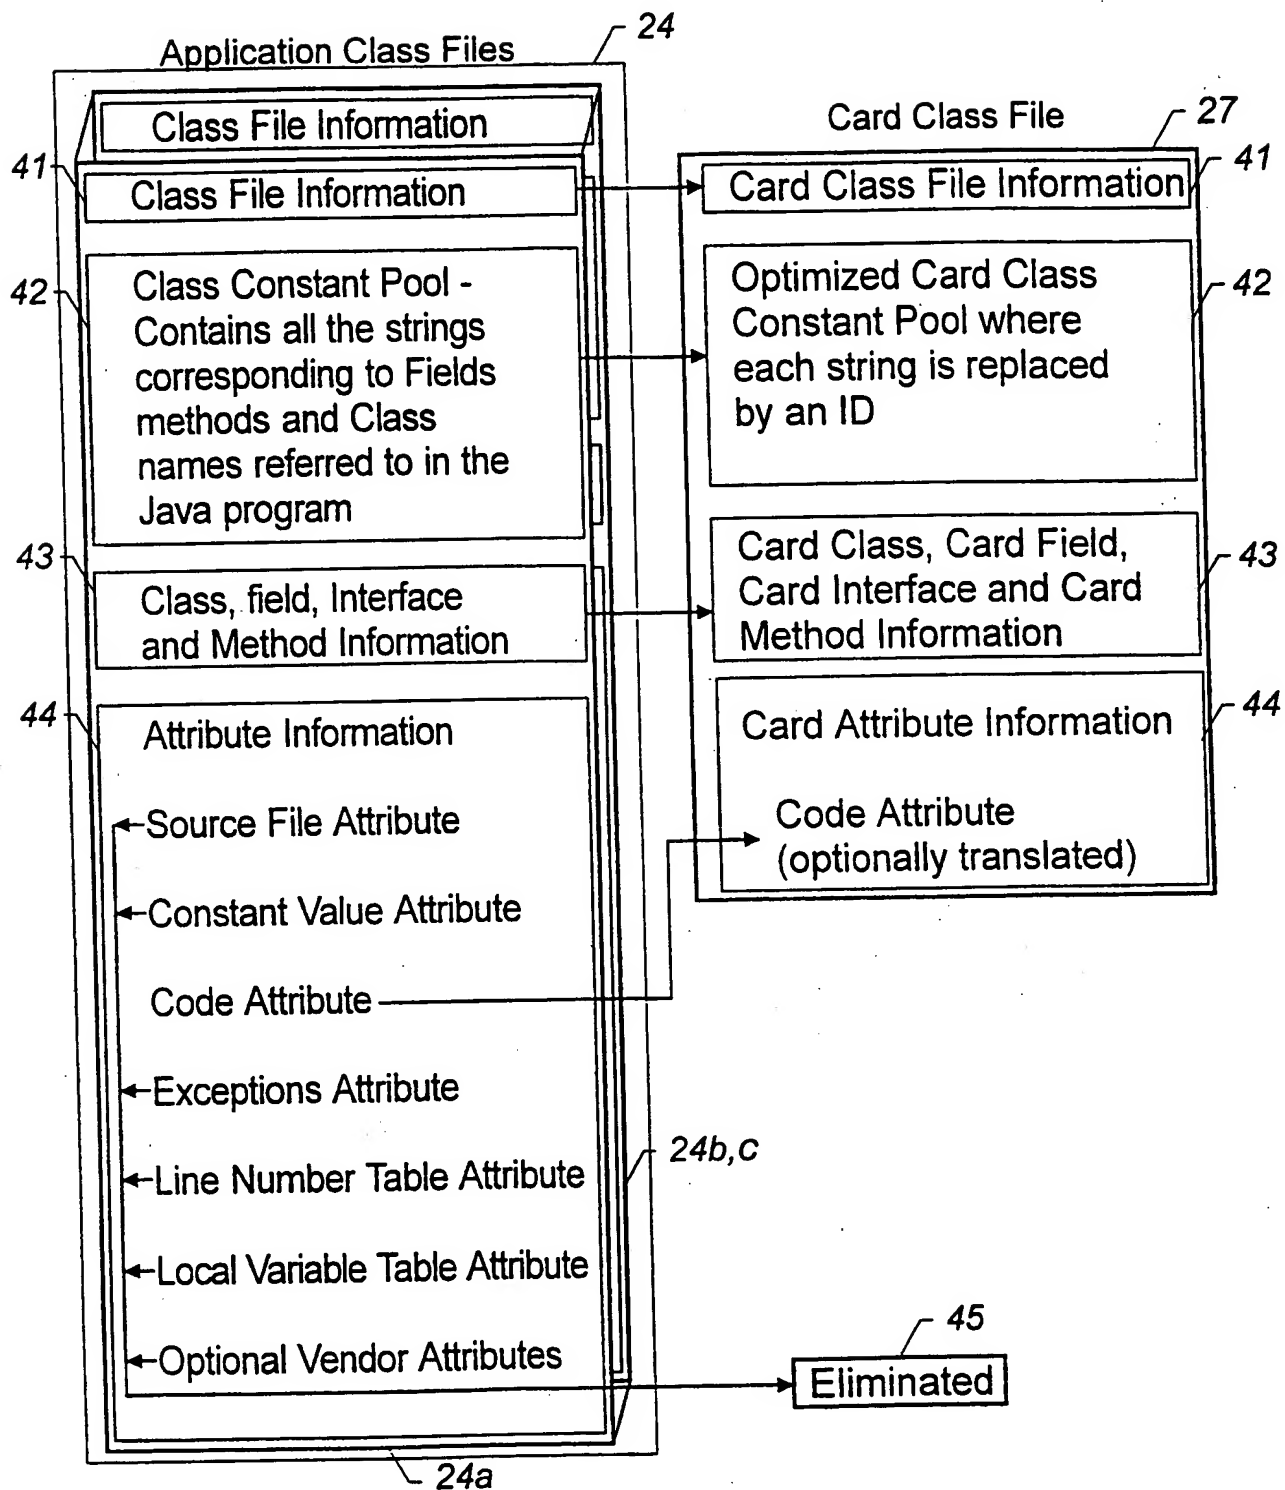 24
Application Class Files
Class File Information
41
Class File Information
42
Class Constant Pool -
Contains all the strings
corresponding to Fields
methods and Class
names referred to in the
Java program
43
Class, field, Interface
and Method Information
44
Attribute Information
Source File Attribute
Constant Value Attribute
Code Attribute
Exceptions Attribute
Line Number Table Attribute
Local Variable Table Attribute
Optional Vendor Attributes
24a
24b,c
Card Class File
27
Card Class File Information
41
Optimized Card Class
Constant Pool where
each string is replaced
by an ID
42
Card Class, Card Field,
Card Interface and Card
Method Information
43
Card Attribute Information
44
Code Attribute
(optionally translated)
45
Eliminated